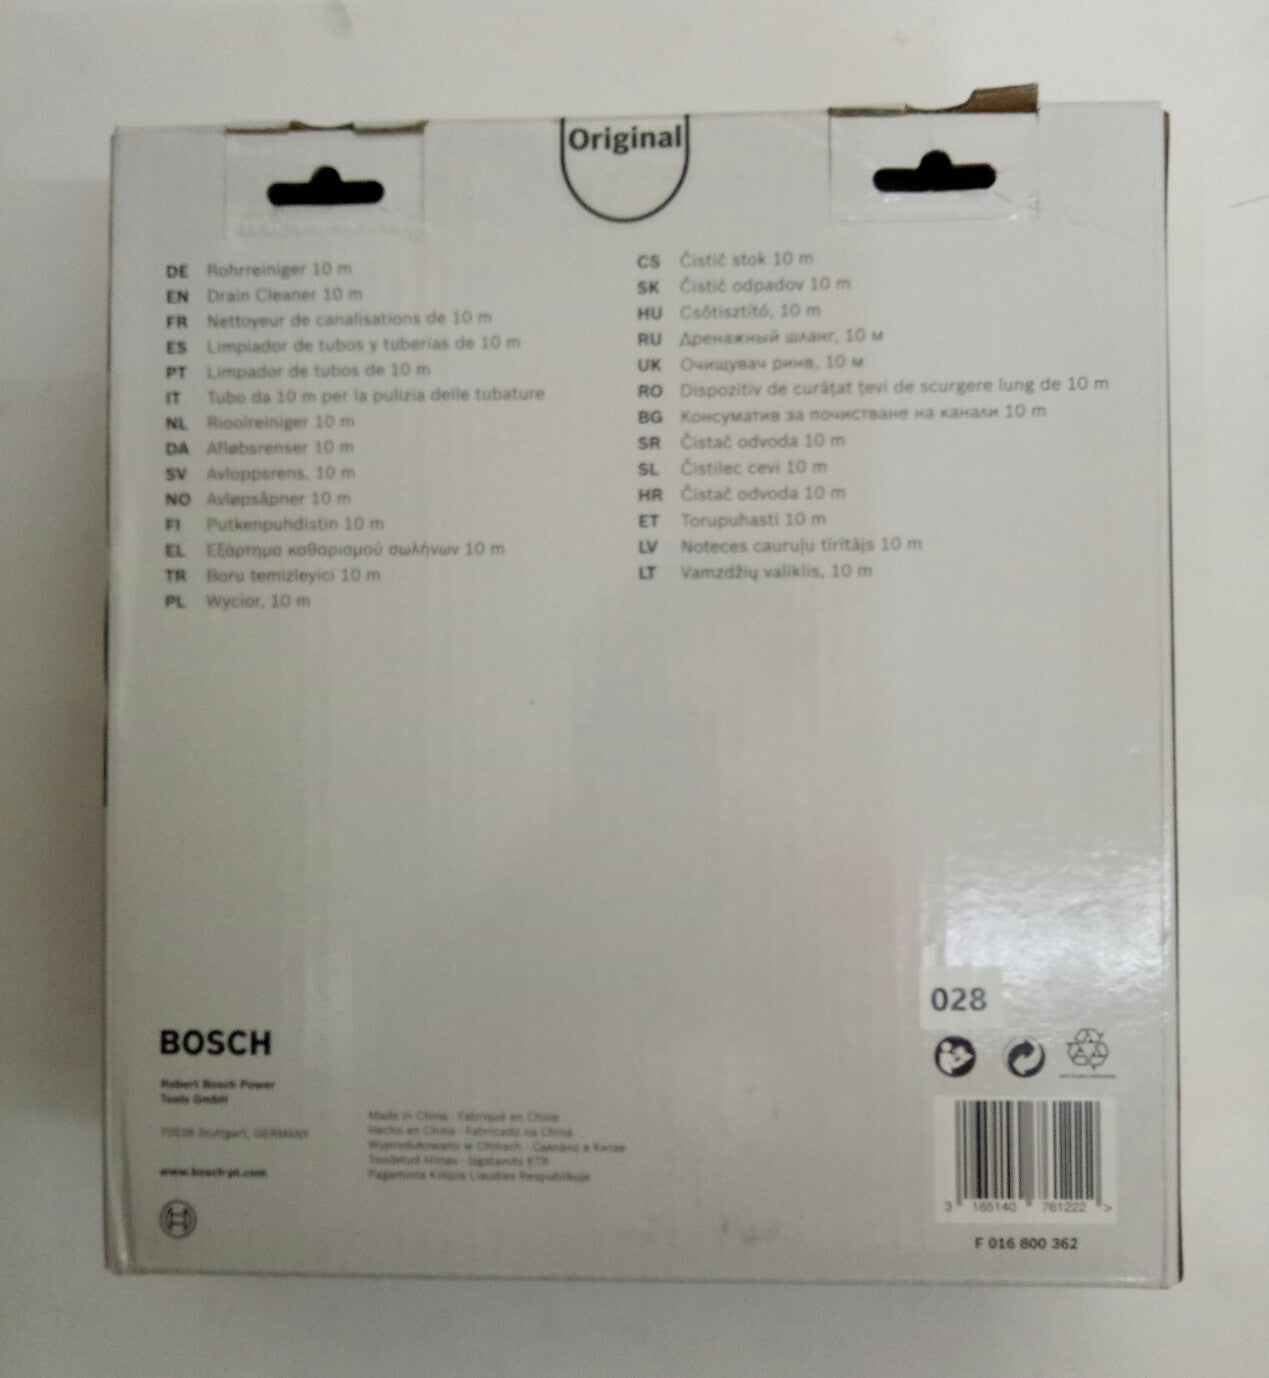 Original
DE Rohrreiniger 10 m
EN Drain Cleaner 10 m
FR Nettoyeur de canalisations de 10 m
ES Limpiador de tubos y tuberías de 10 m
PT Limpador de tubos de 10 m
IT Tubo da 10 m per la pulizia delle tubature
NL Rioolreiniger 10 m
DA Afløbsrenser 10 m
SV Avloppsrens, 10 m
NO Avløpsåpner 10 m
FI Putkenpuhdistin 10 m
EL Εξάρτημα καθαρισμού σωλήνων 10 m
TR Boru temizleyici 10 m
PL Wycior, 10 m
CS Čistič stok 10 m
SK Čistič odpadov 10 m
HU Csőtisztító, 10 m
RU Дренажный шланг, 10 м
UK Очищувач ринв, 10 м
RO Dispozitiv de curăţat ţevi de scurgere lung de 10 m
BG Консуматив за почистване на канали 10 m
SR Čistač odvoda 10 m
SL Čistilec cevi 10 m
HR Čistač odvoda 10 m
ET Torupuhasti 10 m
LV Noteces cauruļu tīrītājs 10 m
LT Vamzdžių valiklis, 10 m
028
BOSCH
Robert Bosch Power
Tools GmbH
70538 Stuttgart, GERMANY
www.bosch-pt.com
Made in China · Fabriqué en Chine
Hecho en China · Fabricado na China
Wyprodukowano w Chinach · Сделано в Китае
Toodetud Hiinas · Izgatavots ĶTR
Pagaminta Kinijos Liaudies Respublikoje
3 165140 761222 >
F 016 800 362